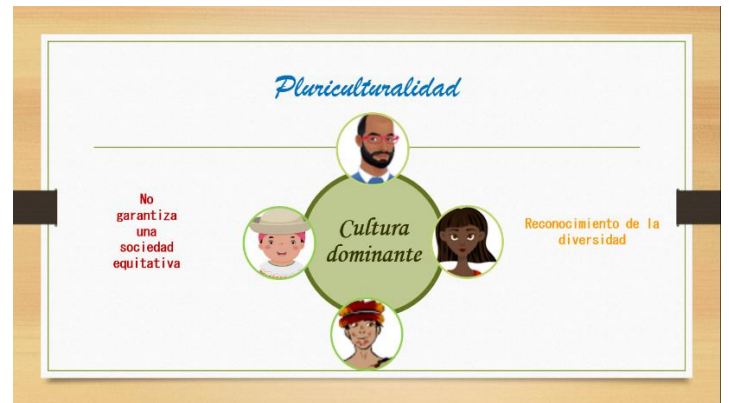 Pluriculturalidad
No
garantiza
una
sociedad
equitativa
Cultura
dominante
Reconocimiento de la
diversidad